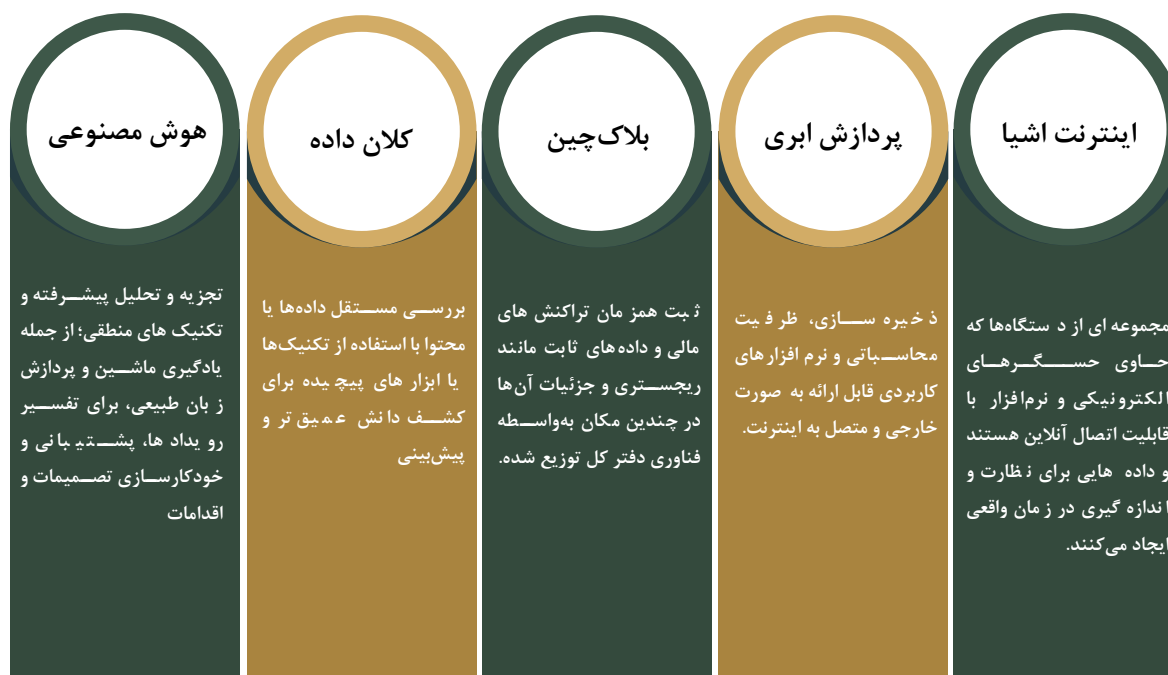 اینترنت اشیا
مجموعه ای از دستگاه‌ها که
حاوی حسگرهای
الکترونیکی و نرم‌افزار با
قابلیت اتصال آنلاین هستند
و داده هایی برای نظارت و
اندازه گیری در زمان واقعی
ایجاد می‌کنند.
پردازش ابری
ذخیره سازی، ظرفیت
محاسباتی و نرم افزارهای
کاربردی قابل ارائه به صورت
خارجی و متصل به اینترنت.
بلاک‌چین
ثبت همزمان تراکنش های
مالی و داده‌های ثابت مانند
ریجستری و جزئیات آن‌ها
در چندین مکان به‌واسطه
فناوری دفتر کل توزیع شده.
کلان داده
بررسی مستقل داده‌ها یا
محتوا با استفاده از تکنیک‌ها
یا ابزار های پیچیده برای
کشف دانش عمیق تر و
پیش‌بینی
هوش مصنوعی
تجزیه و تحلیل پیشرفته و
تکنیک های منطقی؛ از جمله
یادگیری ماشین و پردازش
زبان طبیعی، برای تفسیر
رویداد ها، پشتیبانی و
خودکارسازی تصمیمات و
اقدامات